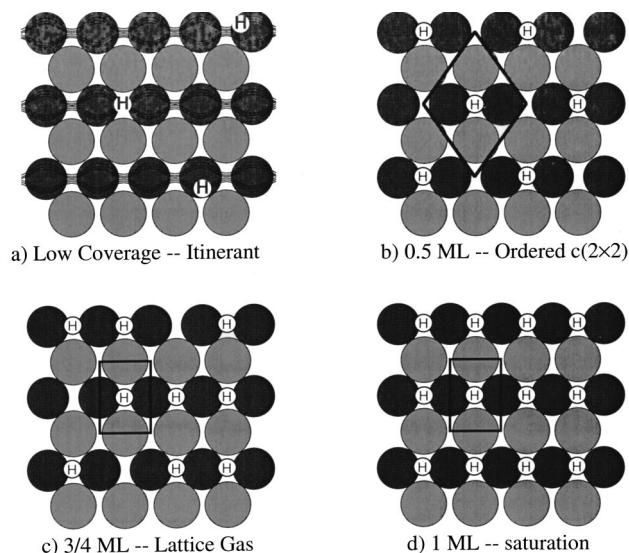 H
H
H
a) Low Coverage -- Itinerant
H H
H H
H H
b) 0.5 ML -- Ordered c(2×2)
H H H
H H H
H H H
c) 3/4 ML -- Lattice Gas
H H H H
H H H H
H H H H
d) 1 ML -- saturation